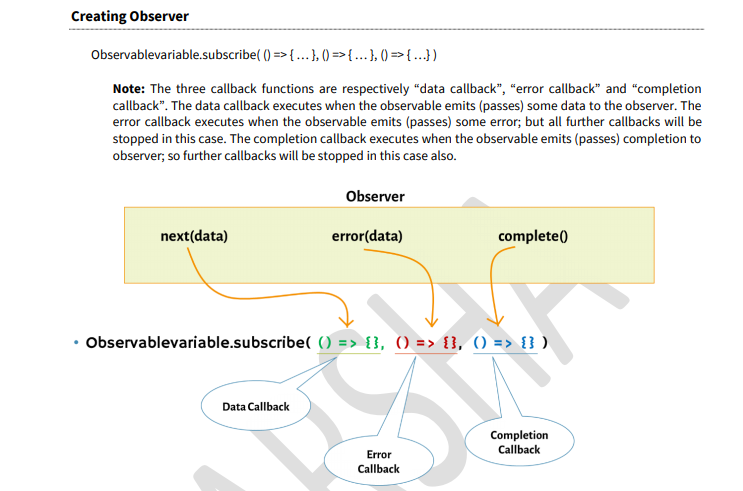 Creating Observer
Observablevariable.subscribe( () => { … }, () => { … }, () => { …} )
Note: The three callback functions are respectively “data callback”, “error callback” and “completion
callback”. The data callback executes when the observable emits (passes) some data to the observer. The
error callback executes when the observable emits (passes) some error; but all further callbacks will be
stopped in this case. The completion callback executes when the observable emits (passes) completion to
observer; so further callbacks will be stopped in this case also.
Observer
next(data) error(data) complete()
• Observablevariable.subscribe( () => {}, () => {}, () => {} )
Data Callback
Error
Callback
Completion
Callback
ARSHA